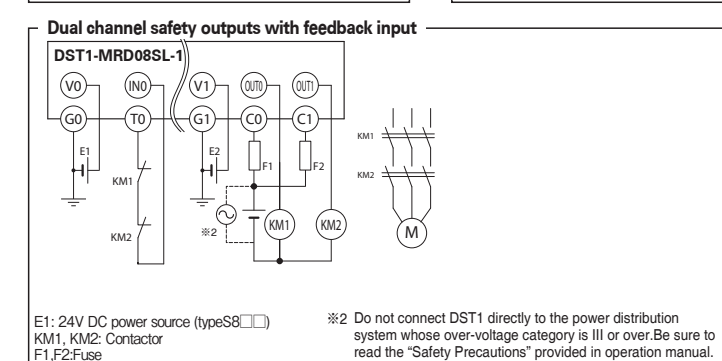 Dual channel safety outputs with feedback input
DST1-MRD08SL-1
V0 IN0 V1 OUT0 OUT1
G0 T0 G1 C0 C1
E1 E2 F1 F2
KM1
KM1
KM2
KM2
※2
KM1 KM2
M
E1: 24V DC power source (typeS8□□)
KM1, KM2: Contactor
F1,F2:Fuse
※2 Do not connect DST1 directly to the power distribution
system whose over-voltage category is III or over.Be sure to
read the “Safety Precautions” provided in operation manual.